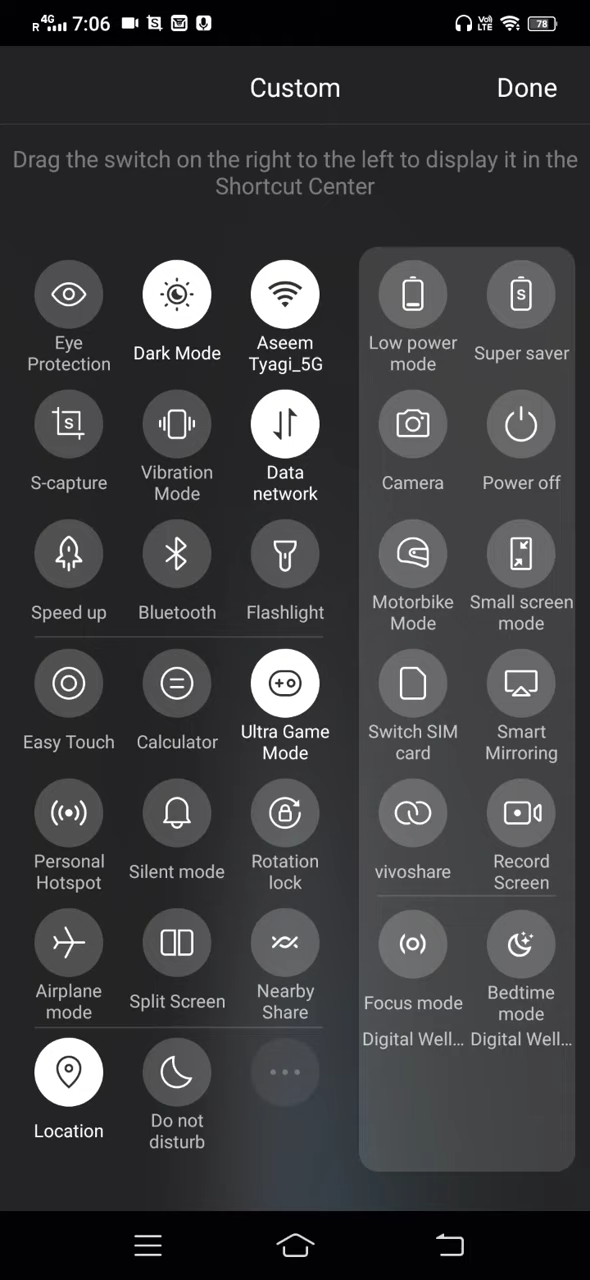 R 4G 7:06 VoI) LTE 78
Custom
Done
Drag the switch on the right to the left to display it in the
Shortcut Center
Eye
Protection
Dark Mode
Aseem
Tyagi_5G
Low power
mode
S
Super saver
S
S-capture
Vibration
Mode
Data
network
Camera
Power off
Speed up
Bluetooth
Flashlight
Motorbike
Mode
Small screen
mode
Easy Touch
Calculator
Ultra Game
Mode
Switch SIM
card
Smart
Mirroring
Personal
Hotspot
Silent mode
Rotation
lock
vivoshare
Record
Screen
Airplane
mode
Split Screen
Nearby
Share
Focus mode
Digital Well...
Bedtime
mode
Digital Well...
Location
Do not
disturb